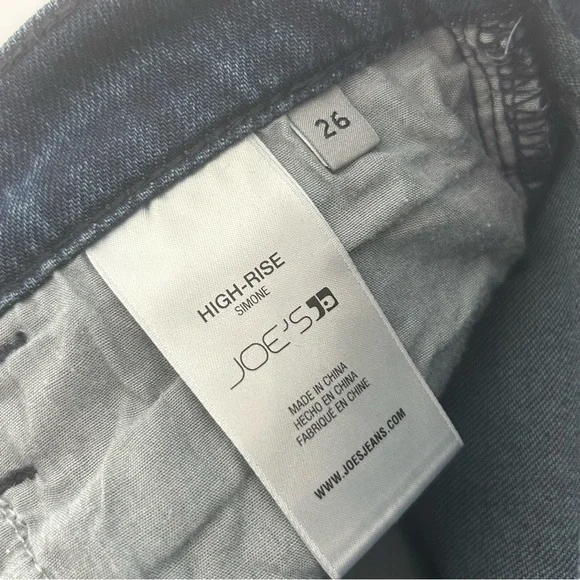 26
HIGH-RISE
SIMONE
JOE'S
MADE IN CHINA
HECHO EN CHINA
FABRIQUÉ EN CHINE
WWW.JOESJEANS.COM